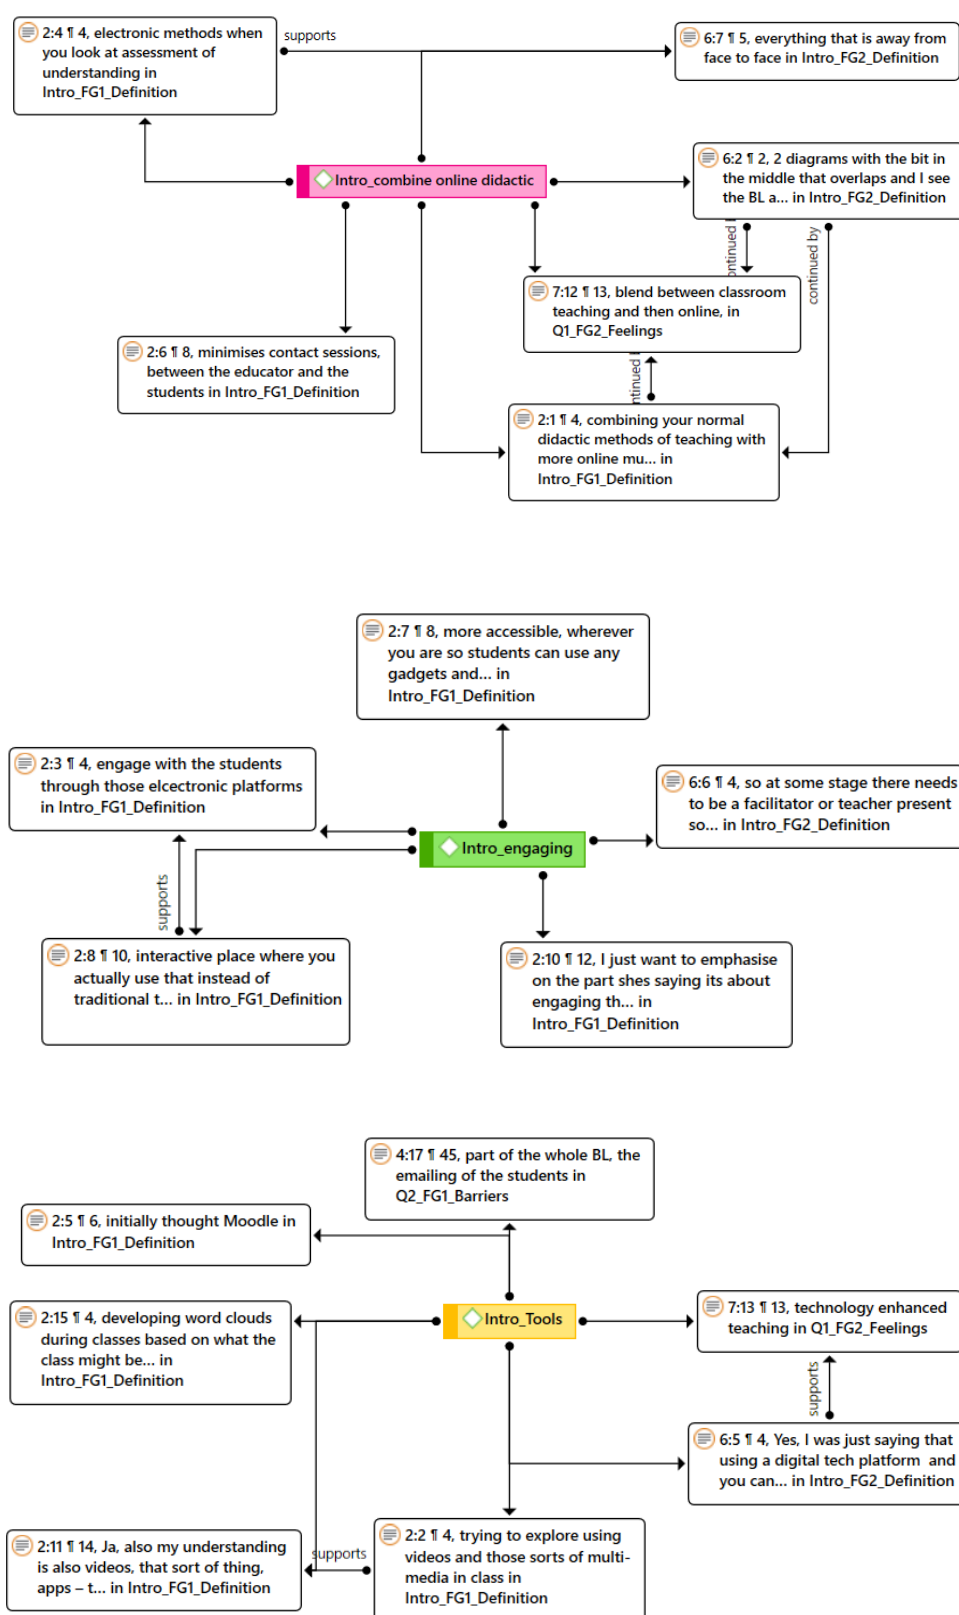 2:4 ¶ 4, electronic methods when
you look at assessment of
understanding in
Intro_FG1_Definition
supports
6:7 ¶ 5, everything that is away from
face to face in Intro_FG2_Definition
Intro_combine online didactic
6:2 ¶ 2, 2 diagrams with the bit in
the middle that overlaps and I see
the BL a... in Intro_FG2_Definition
continued by
7:12 ¶ 13, blend between classroom
teaching and then online, in
Q1_FG2_Feelings
2:6 ¶ 8, minimises contact sessions,
between the educator and the
students in Intro_FG1_Definition
2:1 ¶ 4, combining your normal
didactic methods of teaching with
more online mu... in
Intro_FG1_Definition
2:7 ¶ 8, more accessible, wherever
you are so students can use any
gadgets and... in
Intro_FG1_Definition
2:3 ¶ 4, engage with the students
through those elcectronic platforms
in Intro_FG1_Definition
6:6 ¶ 4, so at some stage there needs
to be a facilitator or teacher present
so... in Intro_FG2_Definition
Intro_engaging
supports
2:8 ¶ 10, interactive place where you
actually use that instead of
traditional t... in Intro_FG1_Definition
2:10 ¶ 12, I just want to emphasise
on the part shes saying its about
engaging th... in
Intro_FG1_Definition
4:17 ¶ 45, part of the whole BL, the
emailing of the students in
Q2_FG1_Barriers
2:5 ¶ 6, initially thought Moodle in
Intro_FG1_Definition
2:15 ¶ 4, developing word clouds
during classes based on what the
class might be... in
Intro_FG1_Definition
Intro_Tools
7:13 ¶ 13, technology enhanced
teaching in Q1_FG2_Feelings
supports
6:5 ¶ 4, Yes, I was just saying that
using a digital tech platform and
you can... in Intro_FG2_Definition
2:11 ¶ 14, Ja, also my understanding
is also videos, that sort of thing,
apps – t... in Intro_FG1_Definition
supports
2:2 ¶ 4, trying to explore using
videos and those sorts of multi-
media in class in
Intro_FG1_Definition